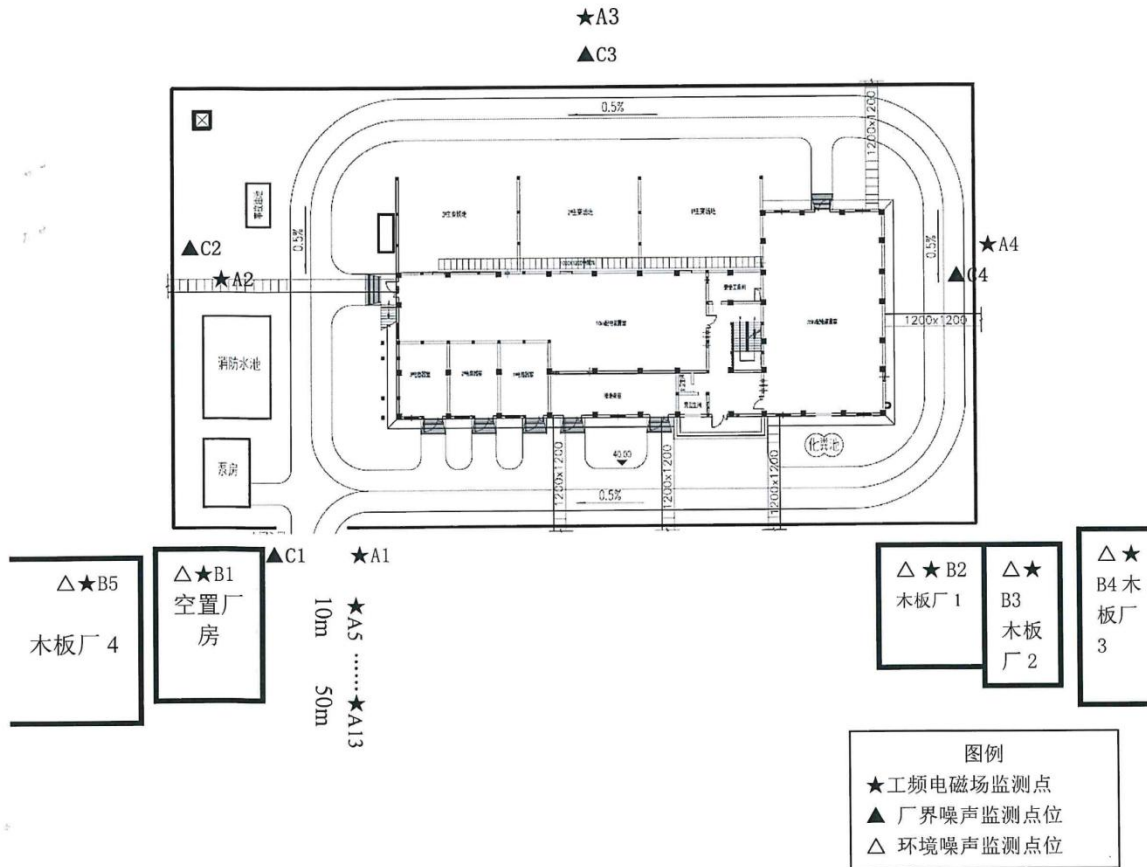 ★A3
▲C3
0.5%
1200x1200
0.5%
0.5%
▲C2
★A2
★A4
▲C4
1200x1200
消防水池
泵房
化粪池
40.00
1200x1200
1200x1200
1200x1200
0.5%
▲C1
★A1
△★B5
木板厂 4
△★B1
空置厂
房
★A5 ……★A13
10m 50m
△★B2
木板厂 1
△★
B3
木板
厂 2
△★
B4 木
板厂
3
图例
★工频电磁场监测点
▲ 厂界噪声监测点位
△ 环境噪声监测点位